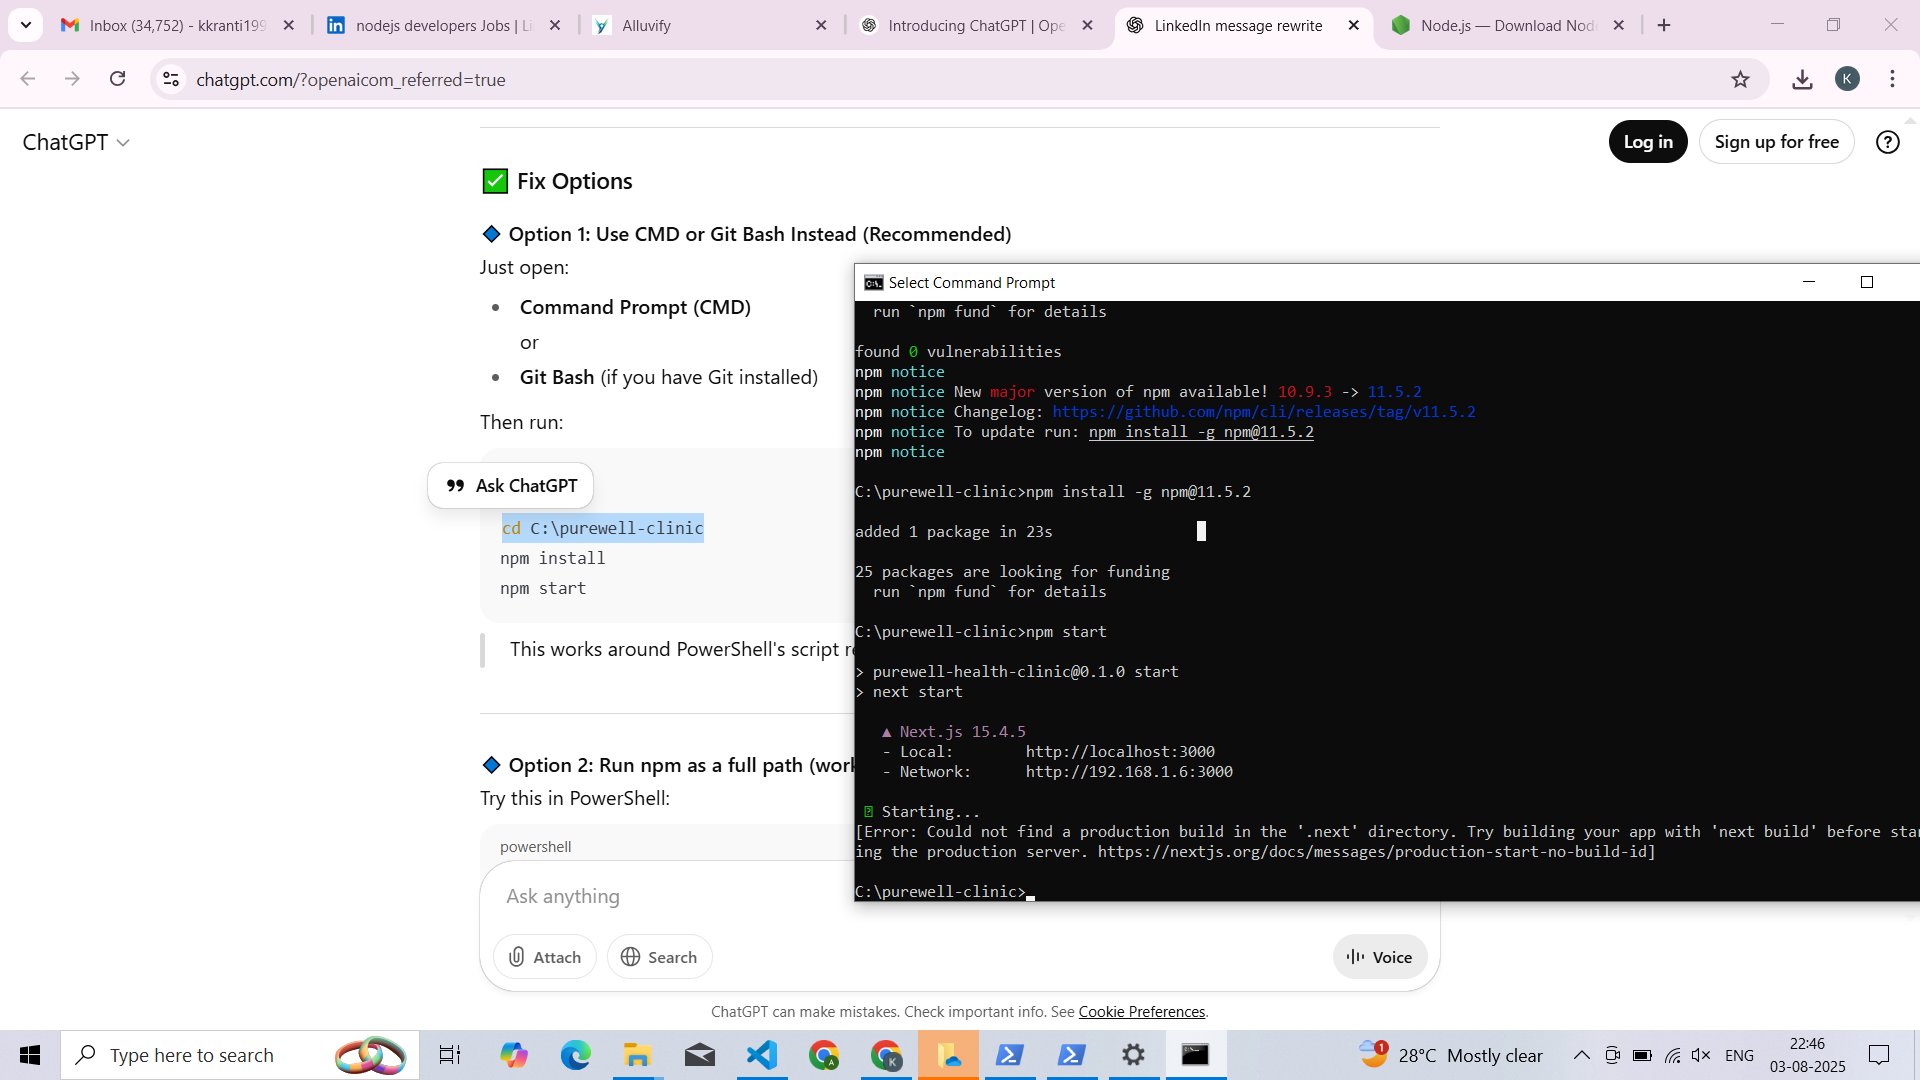 Inbox (34,752) - kkranti199
nodejs developers Jobs | Li
Alluvify
Introducing ChatGPT | Ope
LinkedIn message rewrite
Node.js — Download Nod
chatgpt.com/?openaicom_referred=true
K
ChatGPT
Log in
Sign up for free
Fix Options
Option 1: Use CMD or Git Bash Instead (Recommended)
Just open:
Command Prompt (CMD)
or
Git Bash (if you have Git installed)
Then run:
Ask ChatGPT
cd C:\purewell-clinic
npm install
npm start
This works around PowerShell's script re
Option 2: Run npm as a full path (work
Try this in PowerShell:
powershell
Ask anything
Attach
Search
Voice
ChatGPT can make mistakes. Check important info. See Cookie Preferences.
Select Command Prompt
run `npm fund` for details
found 0 vulnerabilities
npm notice
npm notice New major version of npm available! 10.9.3 -> 11.5.2
npm notice Changelog: https://github.com/npm/cli/releases/tag/v11.5.2
npm notice To update run: npm install -g npm@11.5.2
npm notice
C:\purewell-clinic>npm install -g npm@11.5.2
added 1 package in 23s
25 packages are looking for funding
run `npm fund` for details
C:\purewell-clinic>npm start
> purewell-health-clinic@0.1.0 start
> next start
▲ Next.js 15.4.5
- Local: http://localhost:3000
- Network: http://192.168.1.6:3000
Starting...
[Error: Could not find a production build in the '.next' directory. Try building your app with 'next build' before star
ing the production server. https://nextjs.org/docs/messages/production-start-no-build-id]
C:\purewell-clinic>
Type here to search
A
K
1
28°C Mostly clear
ENG
22:46
03-08-2025